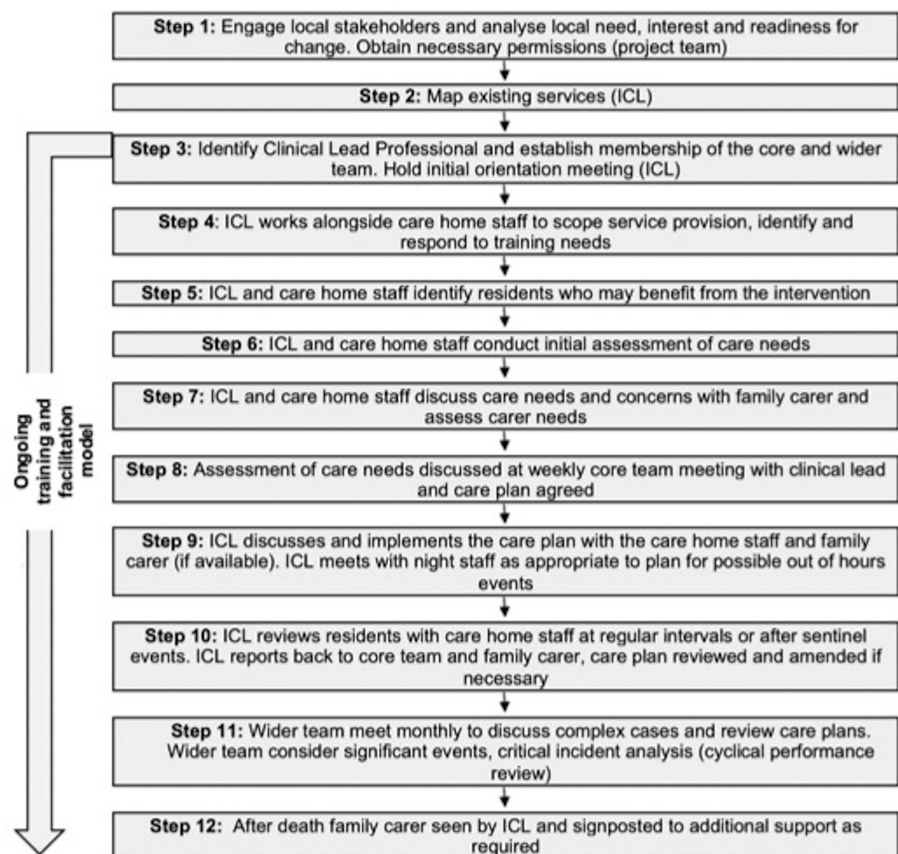 Step 1: Engage local stakeholders and analyse local need, interest and readiness for
change. Obtain necessary permissions (project team)
Step 2: Map existing services (ICL)
Step 3: Identify Clinical Lead Professional and establish membership of the core and wider
team. Hold initial orientation meeting (ICL)
Step 4: ICL works alongside care home staff to scope service provision, identify and
respond to training needs
Step 5: ICL and care home staff identify residents who may benefit from the intervention
Step 6: ICL and care home staff conduct initial assessment of care needs
Step 7: ICL and care home staff discuss care needs and concerns with family carer and
assess carer needs
Step 8: Assessment of care needs discussed at weekly core team meeting with clinical lead
and care plan agreed
Step 9: ICL discusses and implements the care plan with the care home staff and family
carer (if available). ICL meets with night staff as appropriate to plan for possible out of hours
events
Step 10: ICL reviews residents with care home staff at regular intervals or after sentinel
events. ICL reports back to core team and family carer, care plan reviewed and amended if
necessary
Step 11: Wider team meet monthly to discuss complex cases and review care plans.
Wider team consider significant events, critical incident analysis (cyclical performance
review)
Step 12: After death family carer seen by ICL and signposted to additional support as
required
Ongoing
training and
facilitation
model